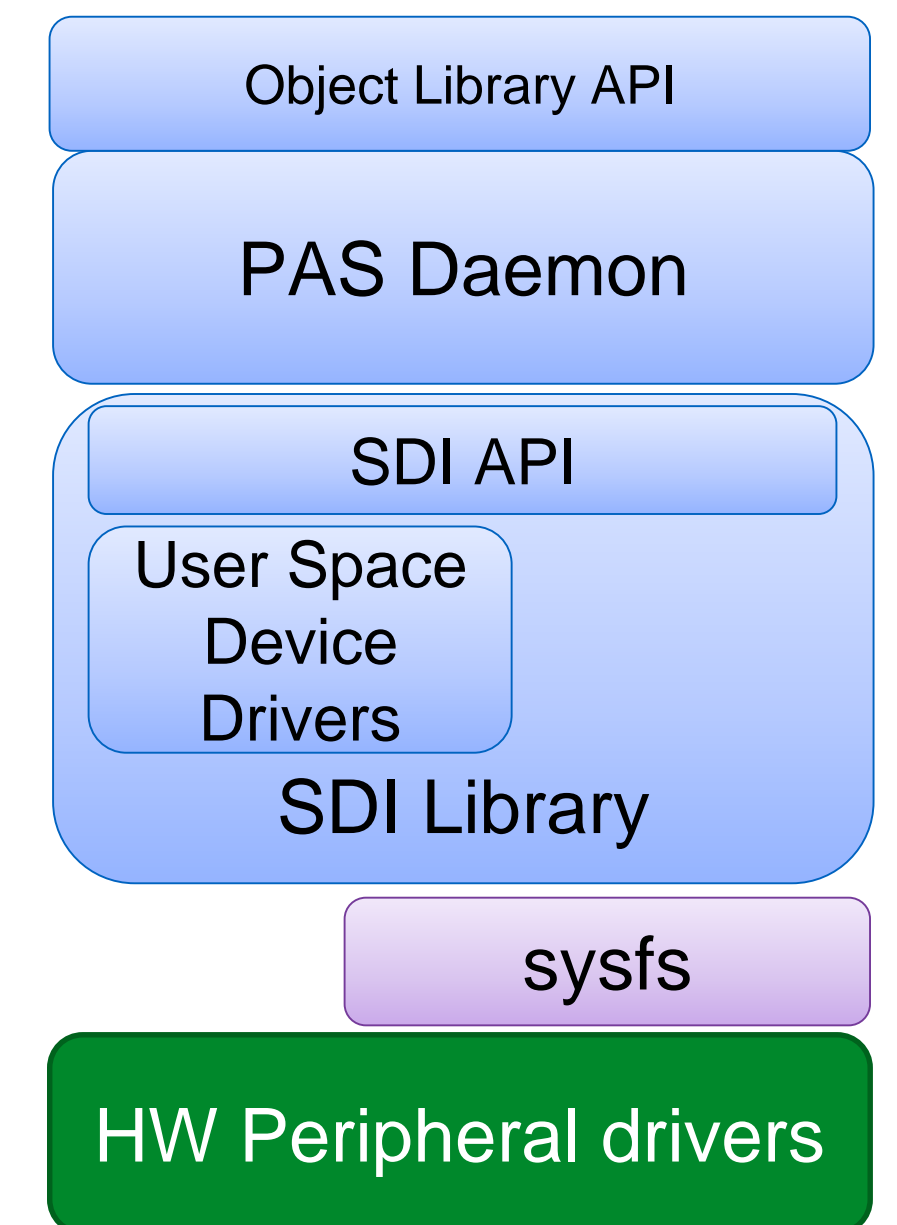 Object Library API
PAS Daemon
SDI API
User Space
Device
Drivers
SDI Library
sysfs
HW Peripheral drivers